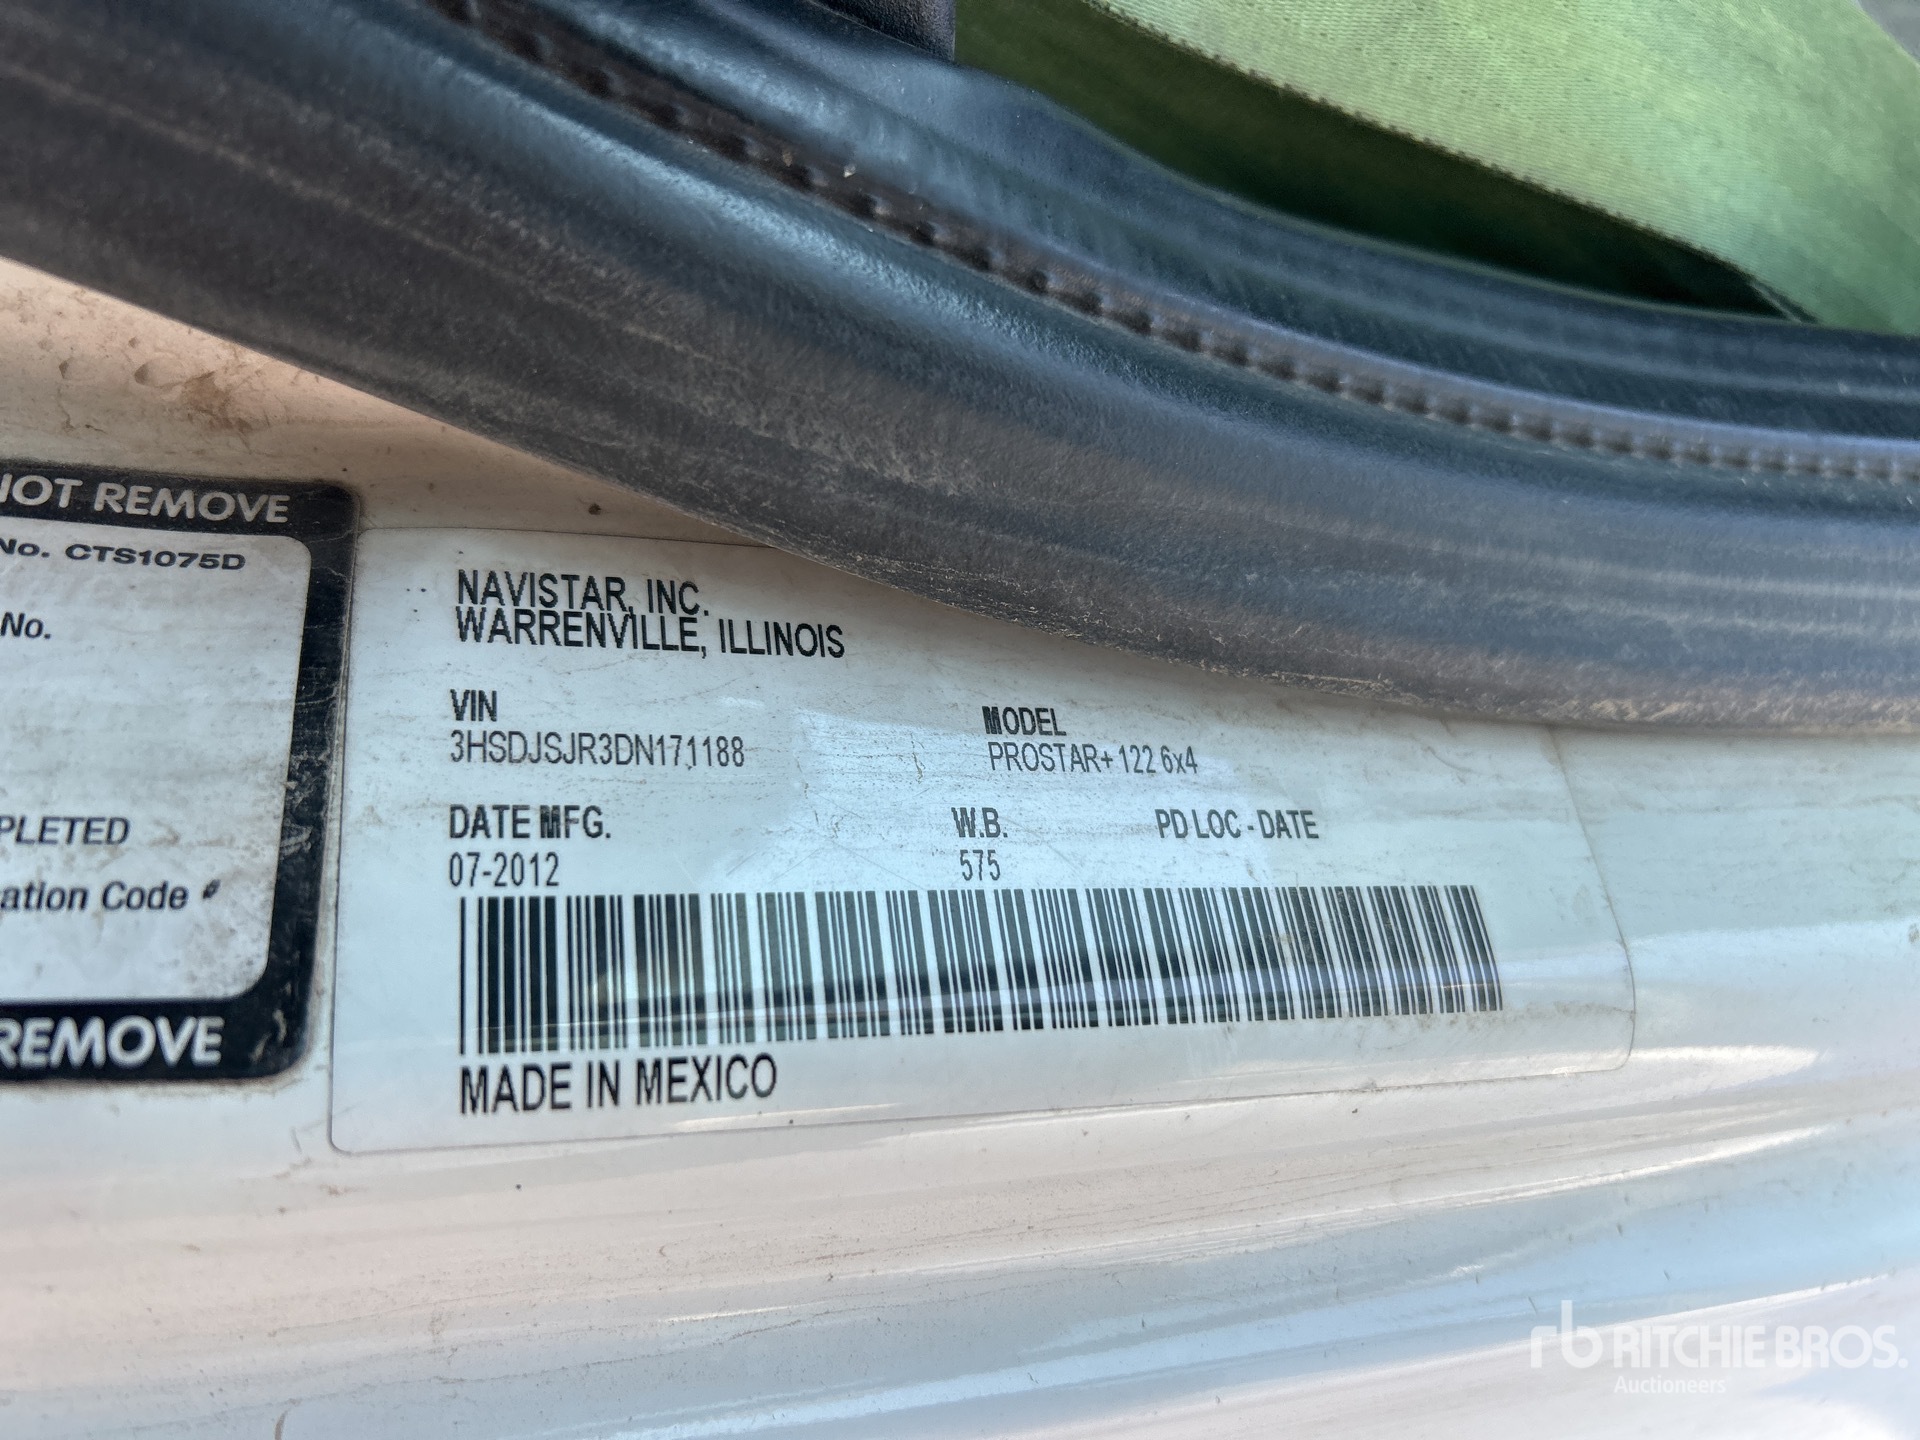 NOT REMOVE
No. CTS1075D
No.
PLETED
ation Code #
REMOVE
NAVISTAR, INC.
WARRENVILLE, ILLINOIS
VIN MODEL
3HSDJSJR3DN171188 PROSTAR+ 122 6x4
DATE MFG. W.B. PD LOC - DATE
07-2012 575
MADE IN MEXICO
rb RITCHIE BROS.
Auctioneers